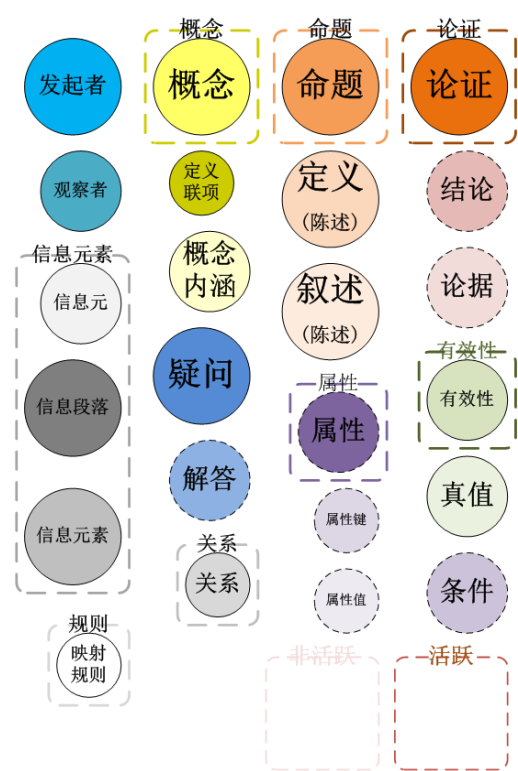 概念
命题
论证
发起者
概念
命题
论证
观察者
定义
联项
定义
(陈述)
结论
信息元素
信息元
概念
内涵
叙述
(陈述)
论据
有效性
疑问
属性
有效性
信息段落
属性
解答
真值
属性键
信息元素
关系
关系
属性值
条件
规则
映射
规则
非活跃
活跃